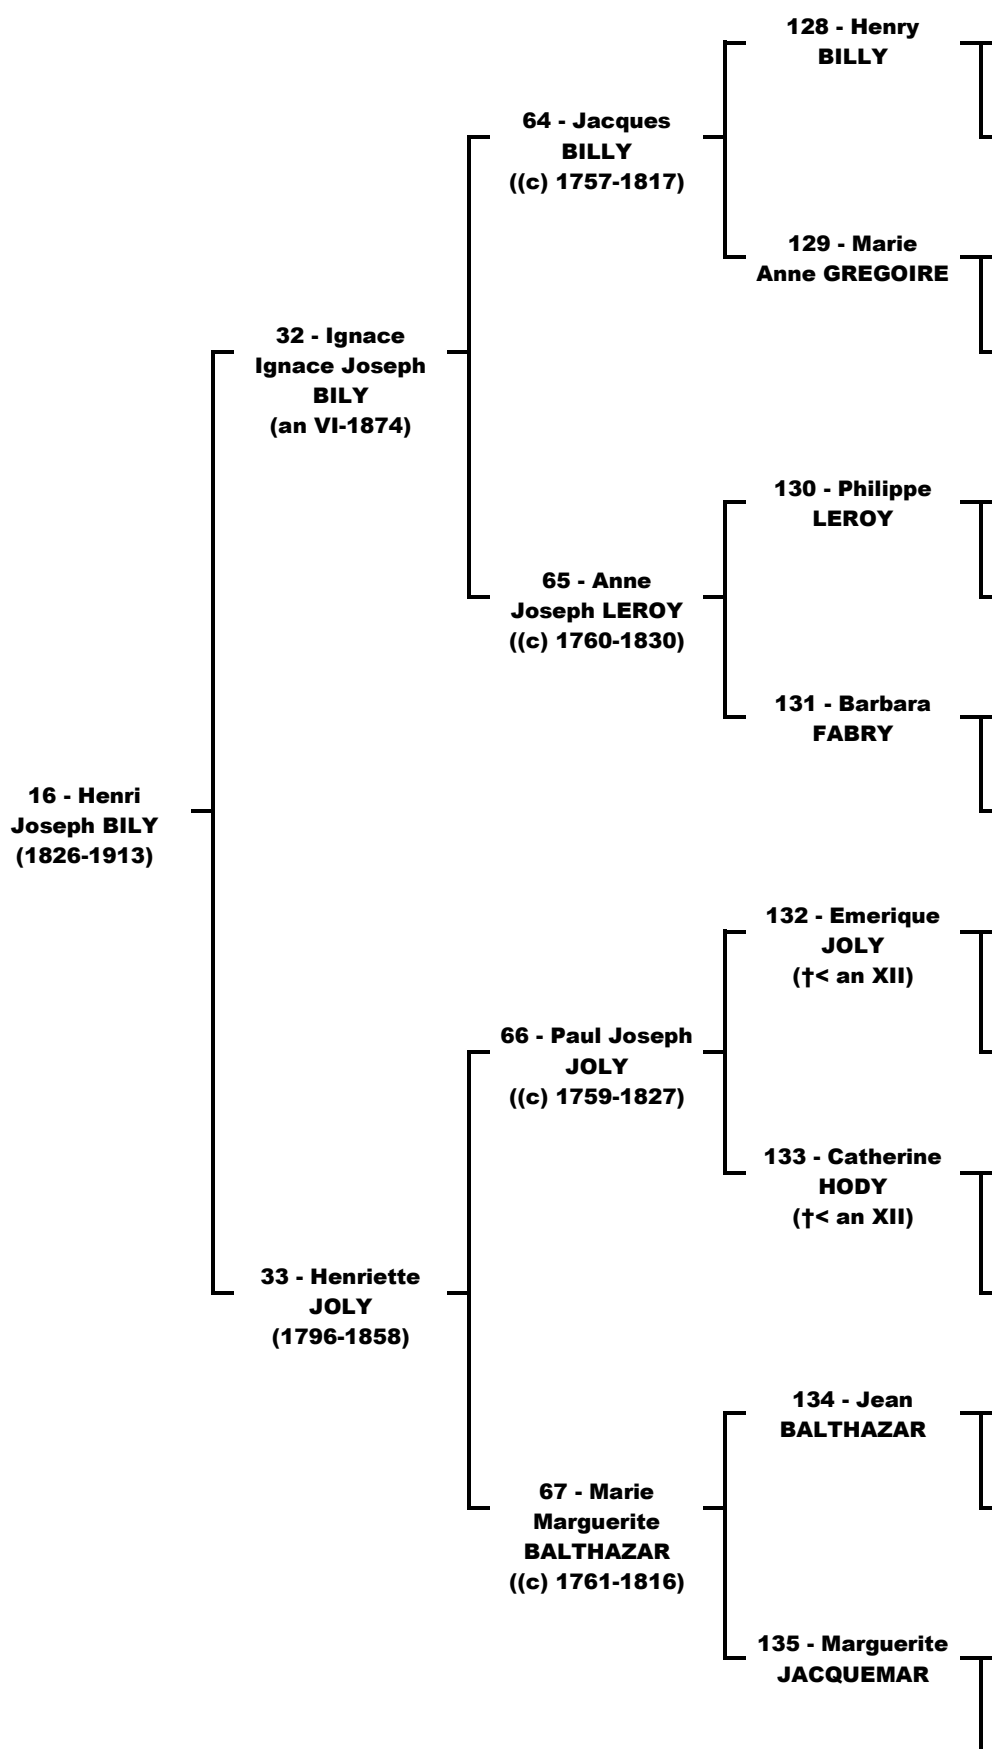 128 - Henry
BILLY
64 - Jacques
BILLY
((c) 1757-1817)
129 - Marie
Anne GREGOIRE
32 - Ignace
Ignace Joseph
BILY
(an VI-1874)
130 - Philippe
LEROY
65 - Anne
Joseph LEROY
((c) 1760-1830)
131 - Barbara
FABRY
16 - Henri
Joseph BILY
(1826-1913)
132 - Emerique
JOLY
(†< an XII)
66 - Paul Joseph
JOLY
((c) 1759-1827)
133 - Catherine
HODY
(†< an XII)
33 - Henriette
JOLY
(1796-1858)
134 - Jean
BALTHAZAR
67 - Marie
Marguerite
BALTHAZAR
((c) 1761-1816)
135 - Marguerite
JACQUEMAR